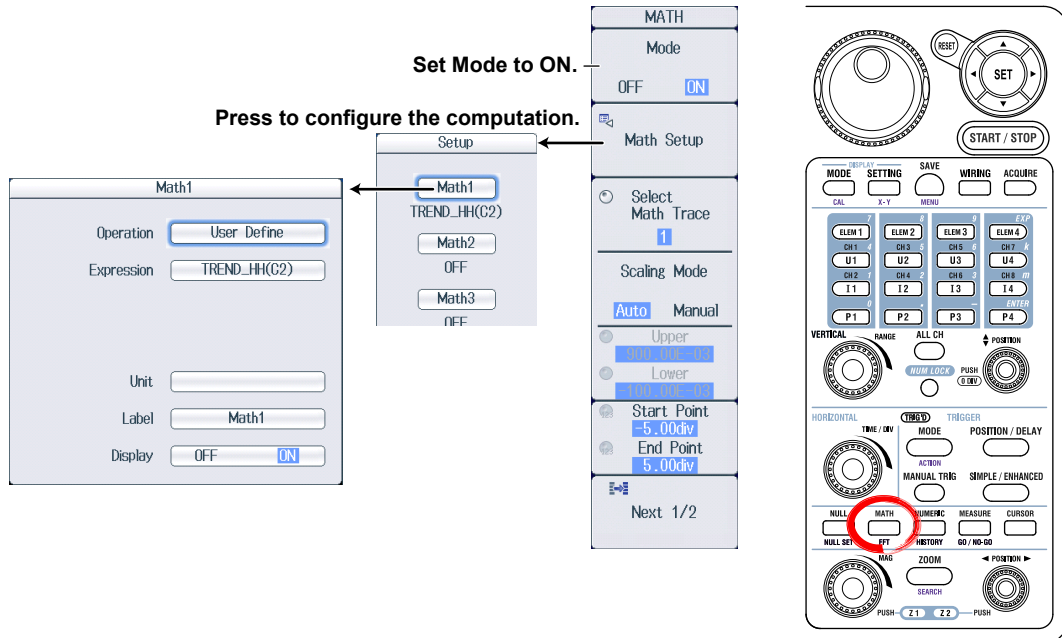 Set Mode to ON.
Press to configure the computation.
MATH
Mode
OFF ON
Math Setup
Select
Math Trace
1
Scaling Mode
Auto Manual
Upper
900.00E-03
Lower
-100.00E-03
Start Point
-5.00div
End Point
5.00div
Next 1/2
Setup
Math1
TREND_HH(C2)
Math2
OFF
Math3
OFF
Math1
Operation User Define
Expression TREND_HH(C2)
Unit
Label Math1
Display OFF ON
RESET
SET
START / STOP
DISPLAY
MODE SETTING SAVE WIRING ACQUIRE
CAL X-Y MENU
7 8 9 EXP
ELEM 1 ELEM 2 ELEM 3 ELEM 4
CH 1 4 CH 3 5 CH 5 6 CH 7 k
U1 U2 U3 U4
CH 2 1 CH 4 2 CH 6 3 CH 8 m
I1 I2 I3 I4
0 . – ENTER
P1 P2 P3 P4
VERTICAL RANGE ALL CH POSITION
NUM LOCK PUSH
0 DIV
HORIZONTAL TRIG'D TRIGGER
TIME / DIV MODE POSITION / DELAY
ACTION
MANUAL TRIG SIMPLE / ENHANCED
NULL MATH NUMERIC MEASURE CURSOR
NULL SET FFT HISTORY GO / NO-GO
MAG ZOOM POSITION
SEARCH
PUSH Z 1 Z 2 PUSH